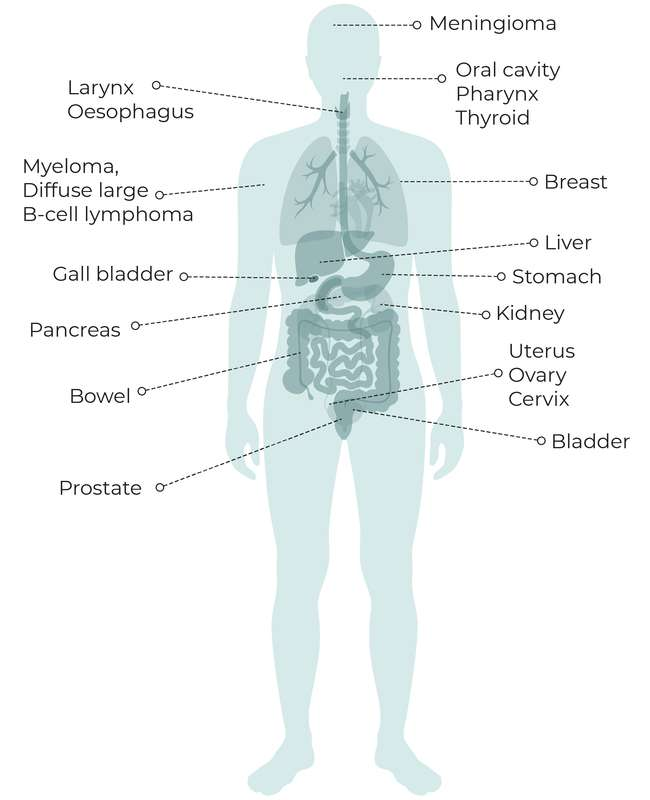 Meningioma
Oral cavity
Pharynx
Thyroid
Larynx
Oesophagus
Myeloma,
Diffuse large
B-cell lymphoma
Breast
Liver
Gall bladder
Stomach
Kidney
Pancreas
Uterus
Ovary
Cervix
Bowel
Bladder
Prostate